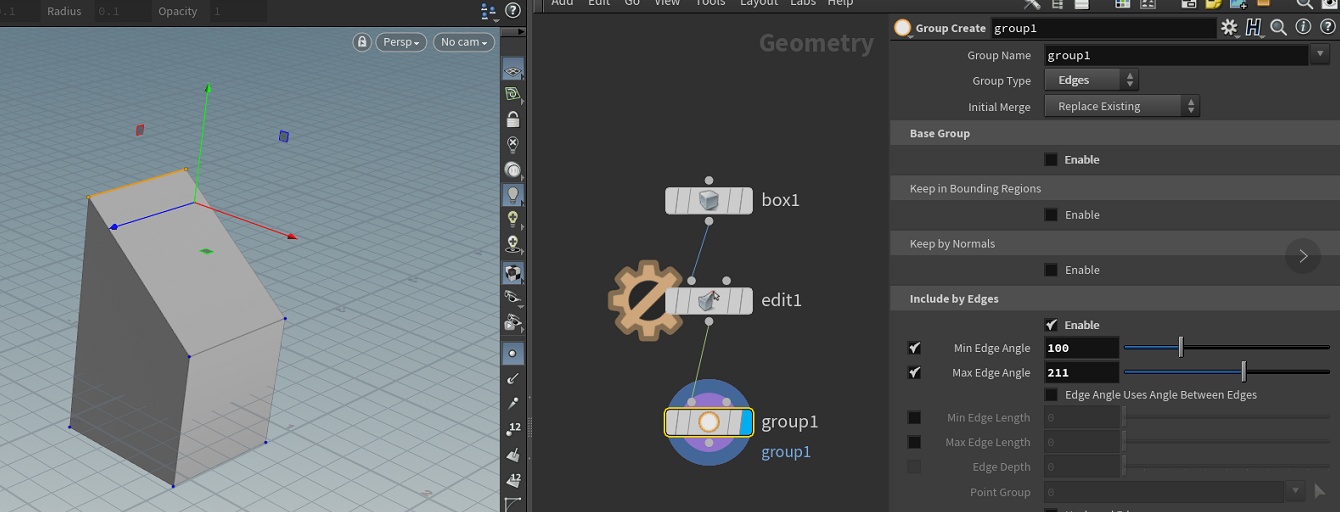 .1 Radius 0.1 Opacity 1
Persp No cam
12
12
Add Edit Go View Tools Layout Labs Help
Geometry
box1
edit1
group1
group1
Group Create group1
Group Name group1
Group Type Edges
Initial Merge Replace Existing
Base Group
Enable
Keep in Bounding Regions
Enable
Keep by Normals
Enable
Include by Edges
Enable
Min Edge Angle 100
Max Edge Angle 211
Edge Angle Uses Angle Between Edges
Min Edge Length 0
Max Edge Length 0
Edge Depth 0
Point Group 0